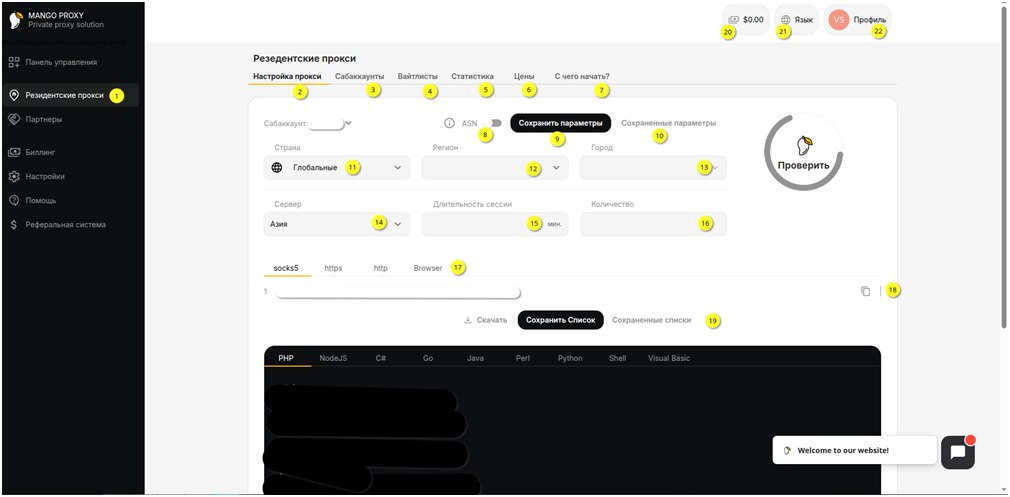 MANGO PROXY
Private proxy solution
$0.00
Язык
VS
Профиль
20
21
22
Панель управления
Резидентские прокси
1
Партнеры
Биллинг
Настройки
Помощь
Реферальная система
Резедентские прокси
Настройка прокси Сабаккаунты Вайтлисты Статистика Цены С чего начать?
2 3 4 5 6 7
Сабаккаунт:
ASN
Сохранить параметры
Сохраненные параметры
8 9 10
Страна Регион Город
Глобальные 11 12 13
Проверить
Сервер Длительность сессии Количество
Азия 14 15 мин. 16
socks5 https http Browser 17
1 18
Скачать Сохранить Список Сохраненные списки 19
PHP NodeJS C# Go Java Perl Python Shell Visual Basic
Welcome to our website!